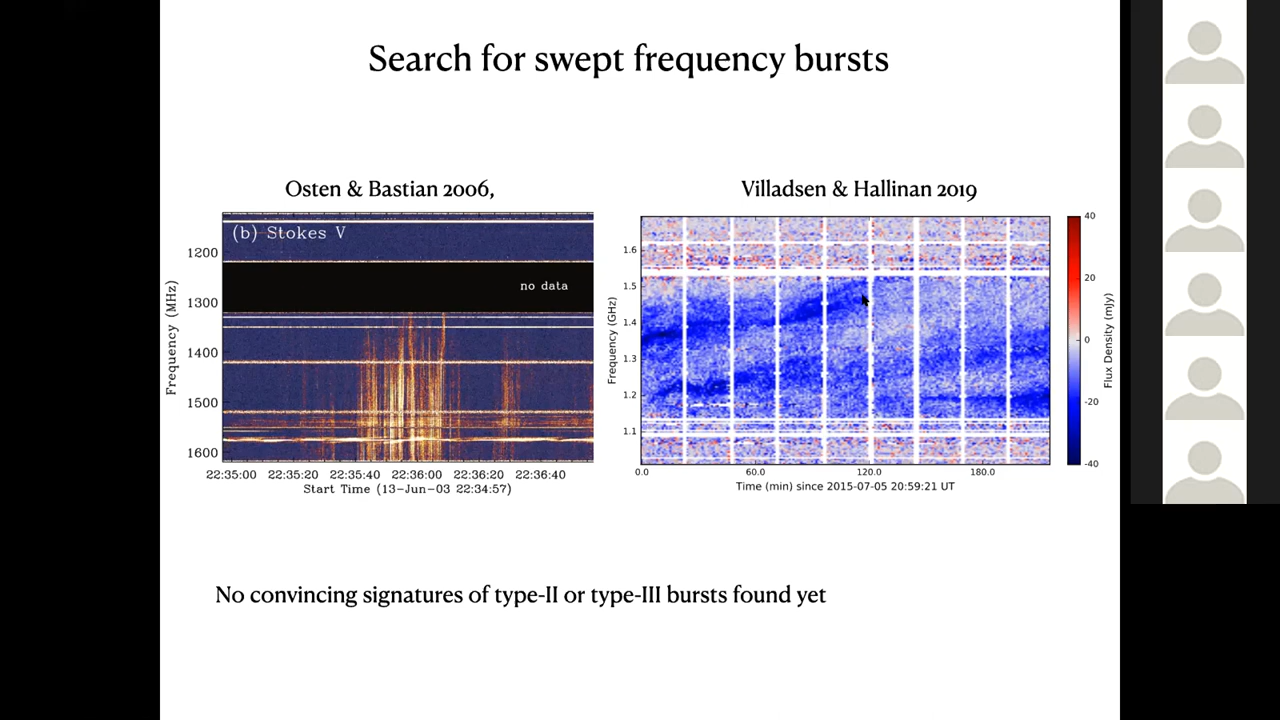 Search for swept frequency bursts
Osten & Bastian 2006,
(b) Stokes V
no data
1200
1300
1400
1500
1600
Frequency (MHz)
22:35:00 22:35:20 22:35:40 22:36:00 22:36:20 22:36:40
Start Time (13-Jun-03 22:34:57)
Villadsen & Hallinan 2019
1.6
1.5
1.4
1.3
1.2
1.1
Frequency (GHz)
0.0 60.0 120.0 180.0
Time (min) since 2015-07-05 20:59:21 UT
40
20
0
-20
-40
Flux Density (mJy)
No convincing signatures of type-II or type-III bursts found yet